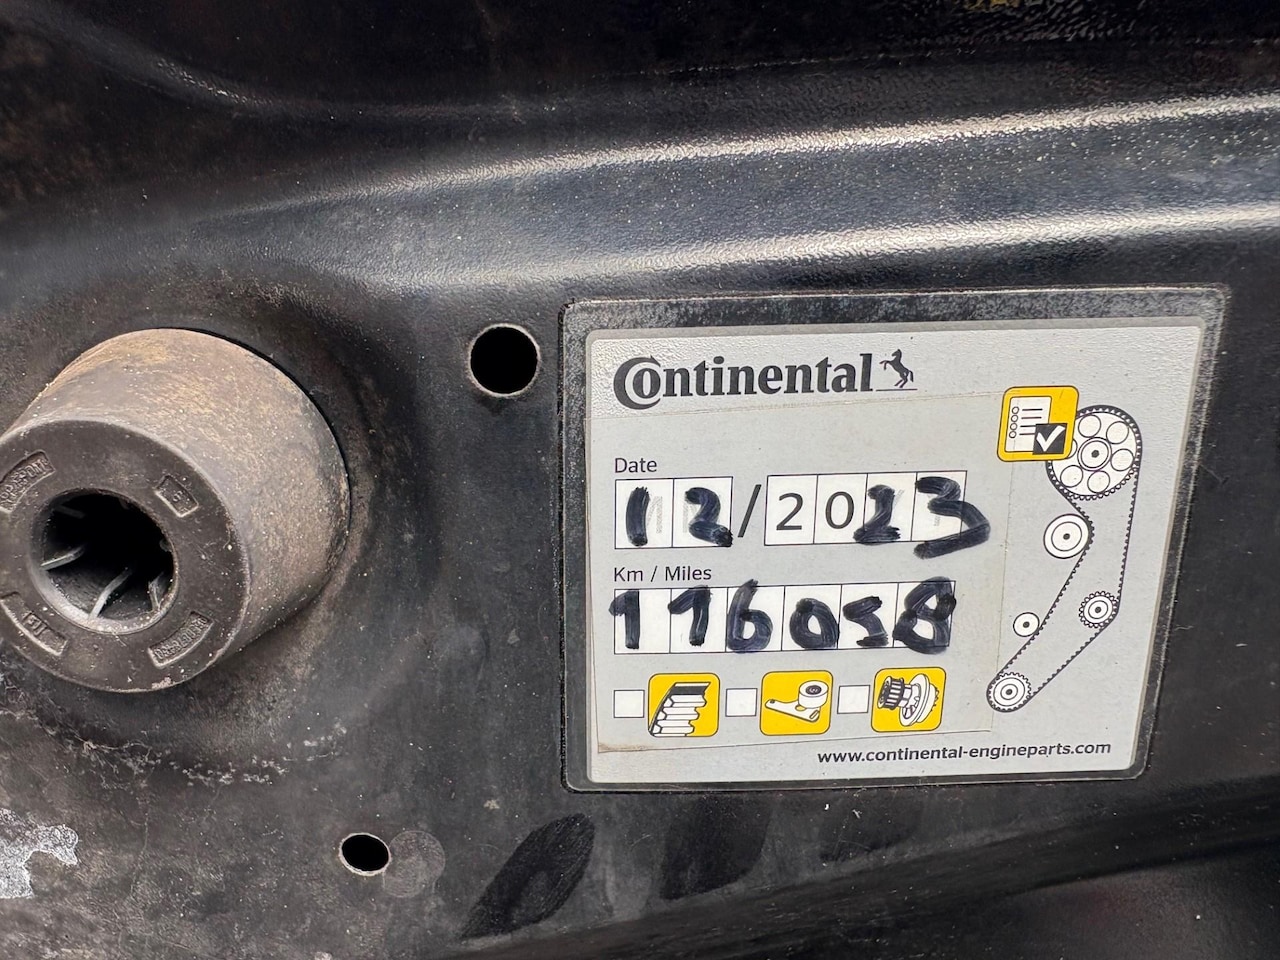 Continental
Date
12/2023
Km / Miles
116058
www.continental-engineparts.com